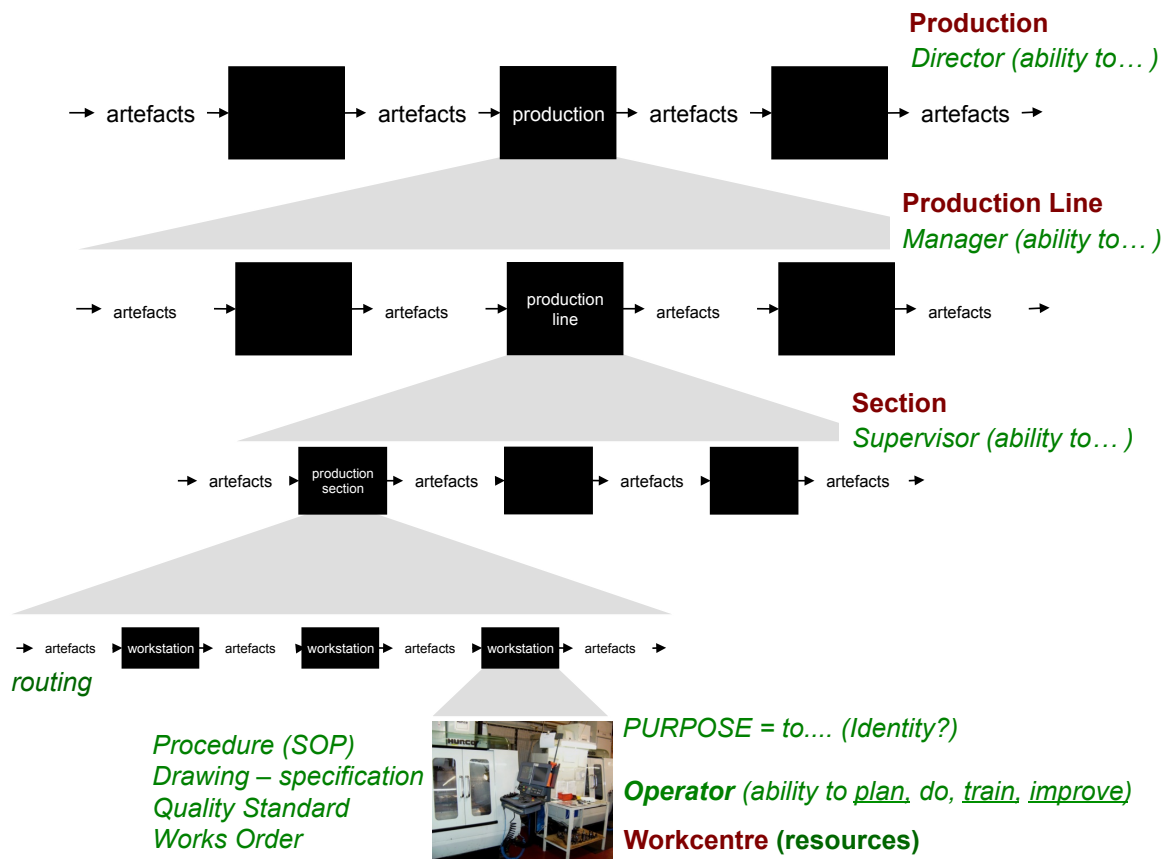 Production
Director (ability to… )
artefacts artefacts production artefacts artefacts
Production Line
Manager (ability to… )
artefacts artefacts production line artefacts artefacts
Section
Supervisor (ability to… )
artefacts production section artefacts artefacts artefacts
artefacts workstation artefacts workstation artefacts workstation artefacts
routing
Procedure (SOP)
Drawing – specification
Quality Standard
Works Order
HURCO
PURPOSE = to.... (Identity?)
Operator (ability to plan, do, train, improve)
Workcentre (resources)